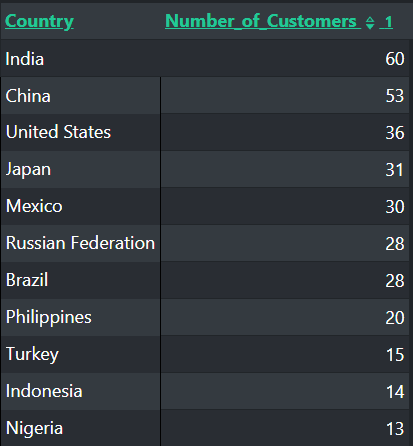 Country Number_of_Customers 1
India 60
China 53
United States 36
Japan 31
Mexico 30
Russian Federation 28
Brazil 28
Philippines 20
Turkey 15
Indonesia 14
Nigeria 13